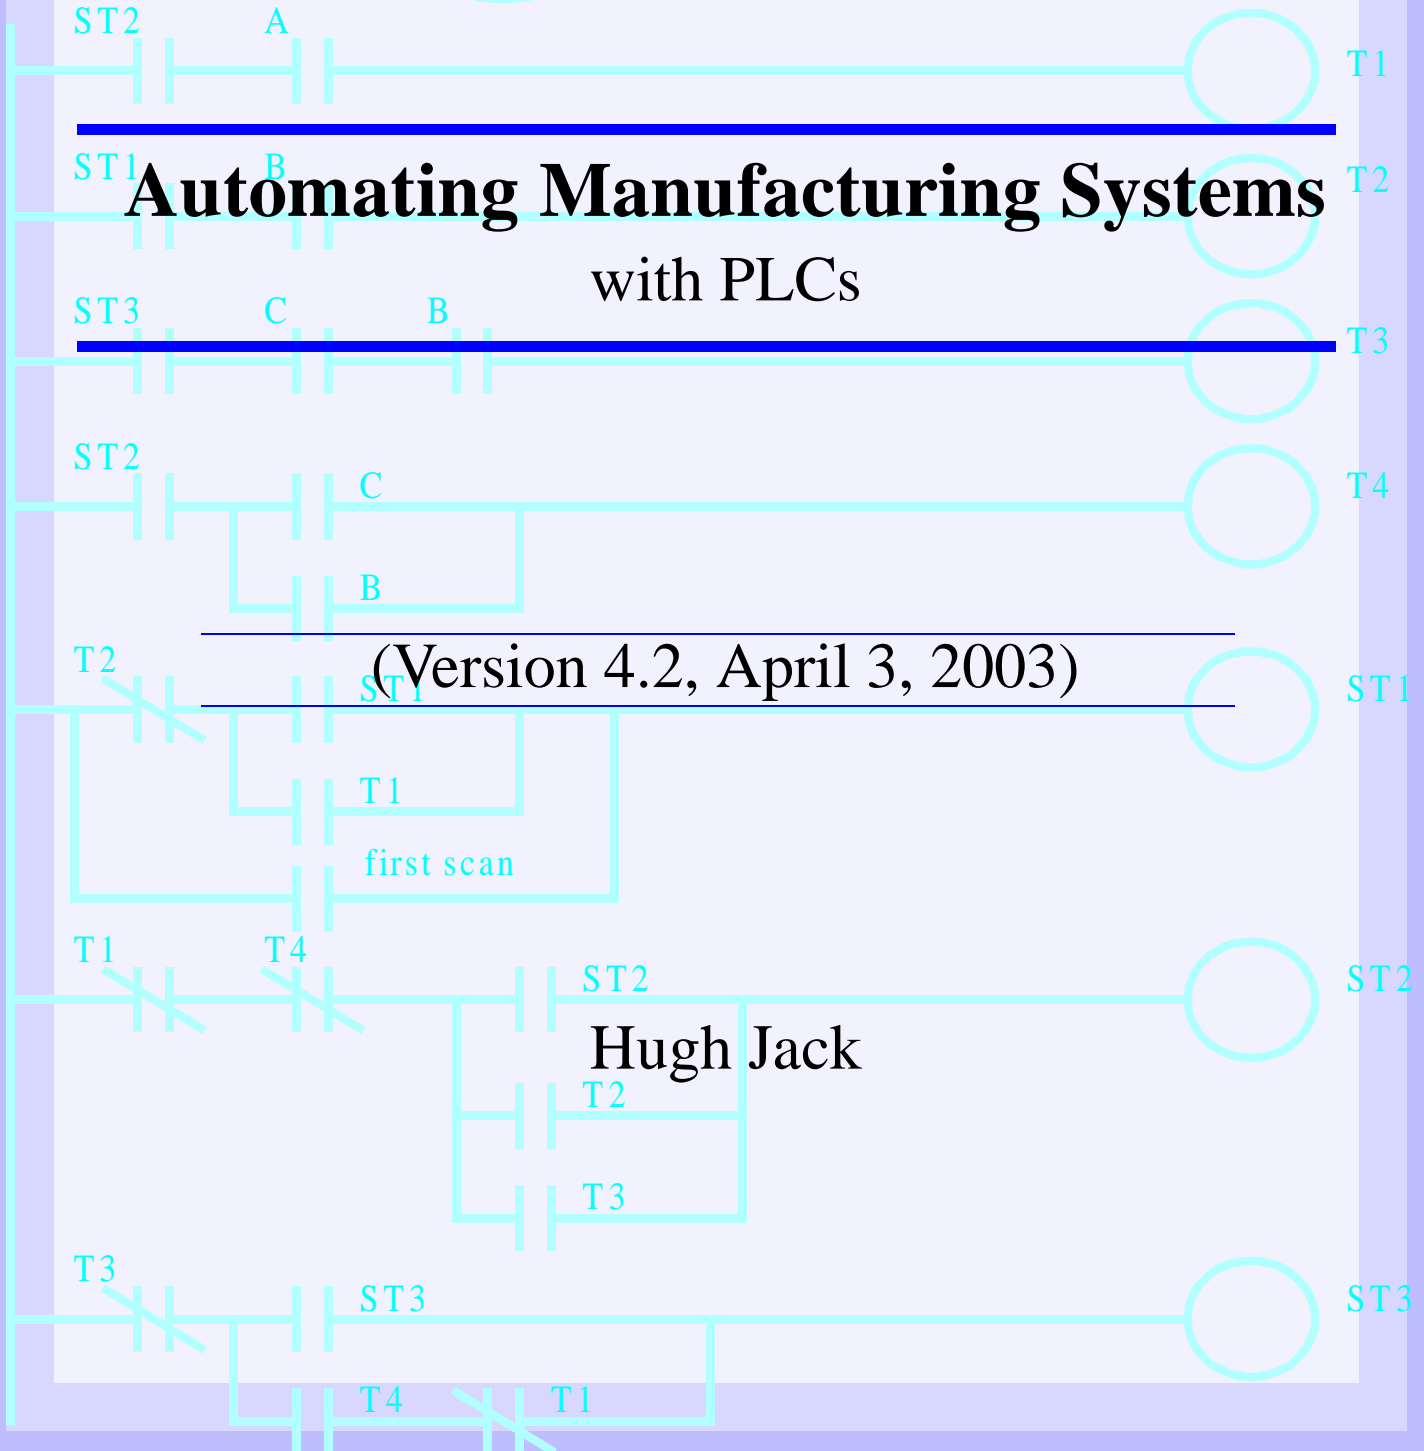 ST2 A
T1
ST1 B
T2
Automating Manufacturing Systems
with PLCs
ST3 C B
T3
ST2
C
T4
B
T2
(Version 4.2, April 3, 2003)
ST1
ST1
T1
first scan
T1 T4
ST2
ST2
Hugh Jack
T2
T3
T3
ST3
ST3
T4 T1